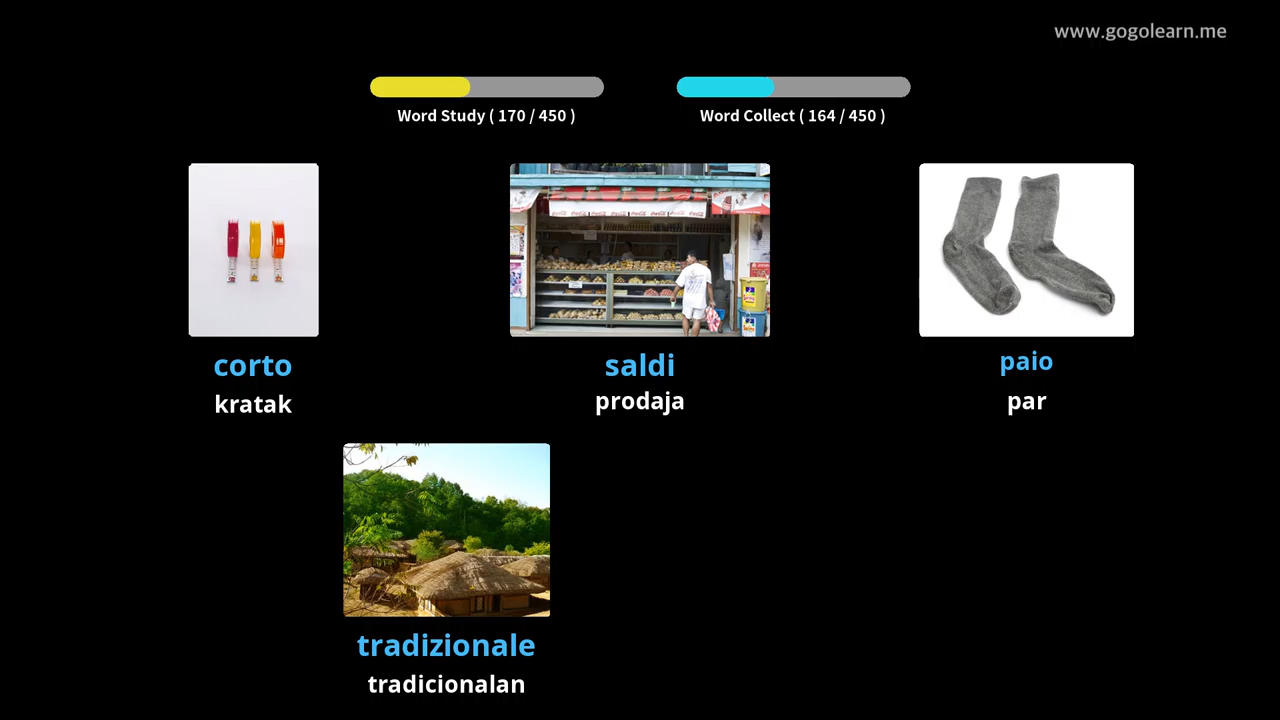 www.gogolearn.me
Word Study ( 170 / 450 )
Word Collect ( 164 / 450 )
corto
saldi
paio
kratak
prodaja
par
tradizionale
tradicionalan